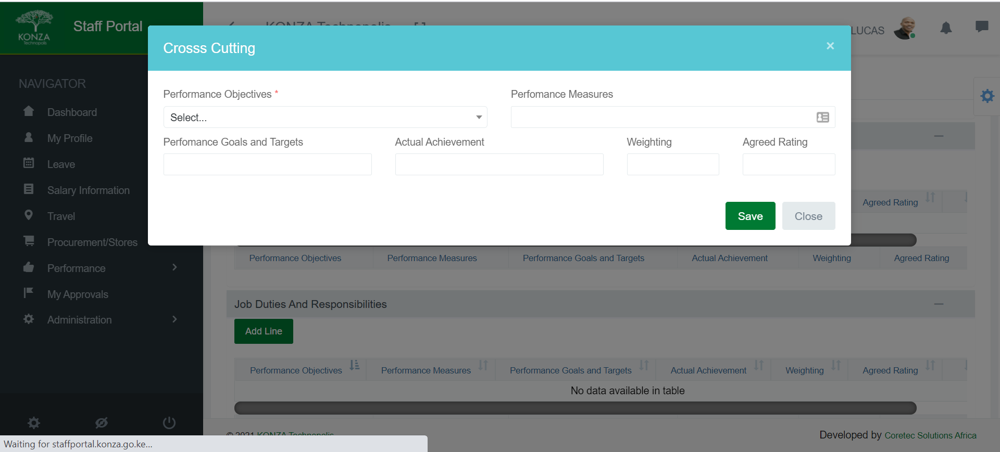 KONZA
Technopolis
Staff Portal
KONZA Technopolis
LUCAS
Crosss Cutting
×
NAVIGATOR
Dashboard
My Profile
Leave
Salary Information
Travel
Procurement/Stores
Performance
My Approvals
Administration
Performance Objectives *
Perfomance Measures
Select...
Perfomance Goals and Targets
Actual Achievement
Weighting
Agreed Rating
Save
Close
Agreed Rating
Performance Objectives
Performance Measures
Performance Goals and Targets
Actual Achievement
Weighting
Agreed Rating
Job Duties And Responsibilities
Add Line
Performance Objectives
Performance Measures
Performance Goals and Targets
Actual Achievement
Weighting
Agreed Rating
No data available in table
© 2021 KONZA Technopolis
Developed by Coretec Solutions Africa
Waiting for staffportal.konza.go.ke...